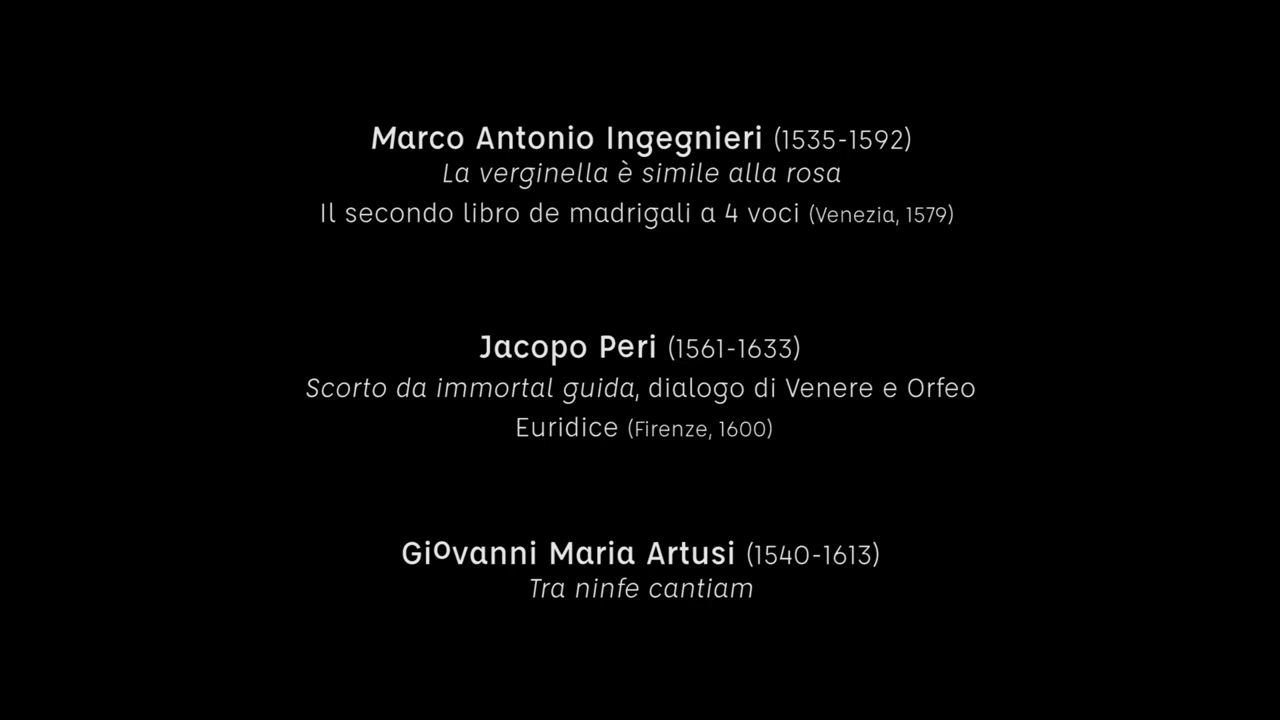 Marco Antonio Ingegnieri (1535-1592)
La verginella è simile alla rosa
Il secondo libro de madrigali a 4 voci (Venezia, 1579)
Jacopo Peri (1561-1633)
Scorto da immortal guida, dialogo di Venere e Orfeo
Euridice (Firenze, 1600)
Giovanni Maria Artusi (1540-1613)
Tra ninfe cantiam